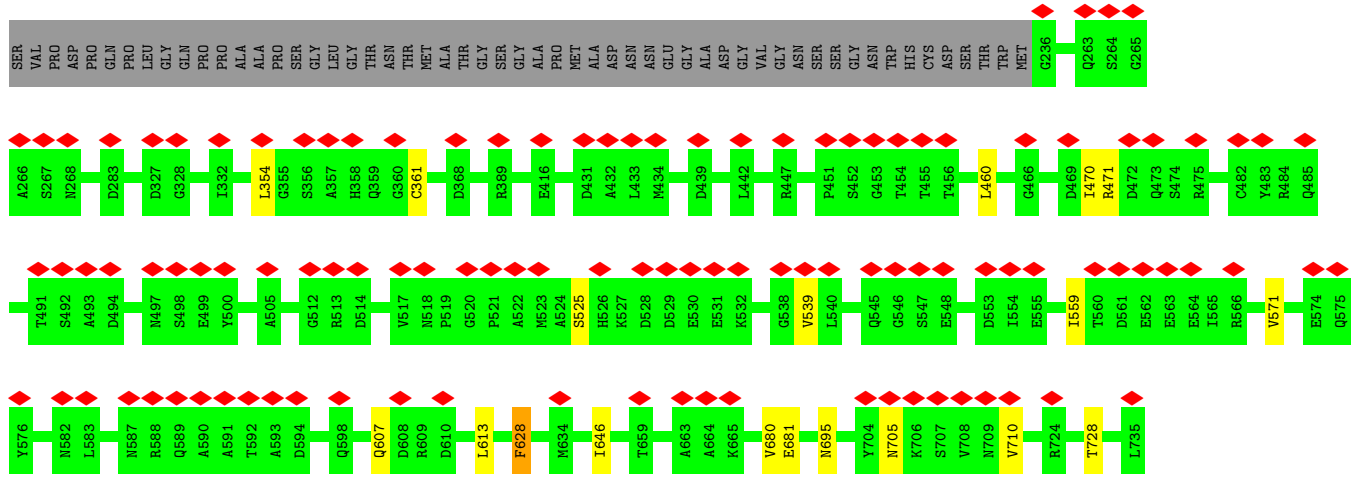 SER VAL PRO ASP PRO GLN PRO LEU GLY GLN PRO PRO ALA ALA PRO SER GLY LEU GLY THR ASN THR MET ALA THR GLY SER GLY ALA PRO MET ALA ASP ASN ASN GLU GLY ALA ASP GLY VAL GLY ASN SER SER GLY ASN TRP HIS CYS ASP SER THR TRP MET G236 Q263 S264 G265
A266 S267 N268 D283 D327 G328 I332 L354 G355 S356 A357 H358 Q359 G360 C361 D368 R389 E416 D431 A432 L433 M434 D439 L442 R447 P451 S452 G453 T454 T455 T456 L460 G466 D469 I470 R471 D472 Q473 S474 R475 C482 Y483 R484 Q485
T491 S492 A493 D494 N497 S498 E499 Y500 A505 G512 R513 D514 V517 N518 P519 G520 P521 A522 M523 A524 S525 H526 K527 D528 D529 E530 E531 K532 G538 V539 L540 Q545 G546 S547 E548 D553 I554 E555 I559 T560 D561 E562 E563 E564 I565 R566 V571 E574 Q575
Y576 N582 L583 N587 R588 Q589 A590 A591 T592 A593 D594 Q598 Q607 D608 R609 D610 L613 F628 M634 I646 T659 A663 A664 K665 V680 E681 N695 Y704 N705 K706 S707 V708 N709 V710 R724 T728 L735